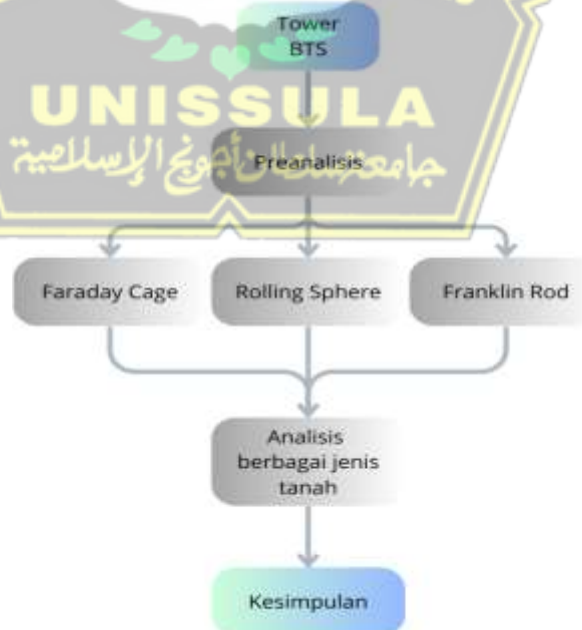 Tower
BTS
UNISSULA
جامعة سلطان أجونج الإسلامية
Preanalisis
Faraday Cage
Rolling Sphere
Franklin Rod
Analisis
berbagai jenis
tanah
Kesimpulan